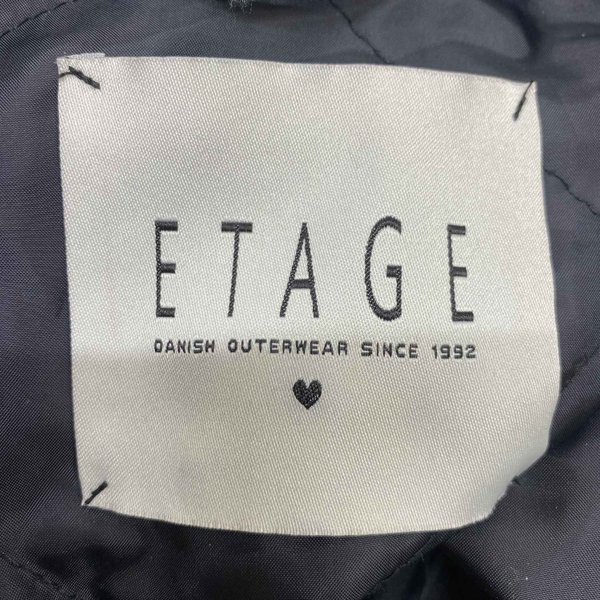 ETAGE
DANISH OUTERWEAR SINCE 1992